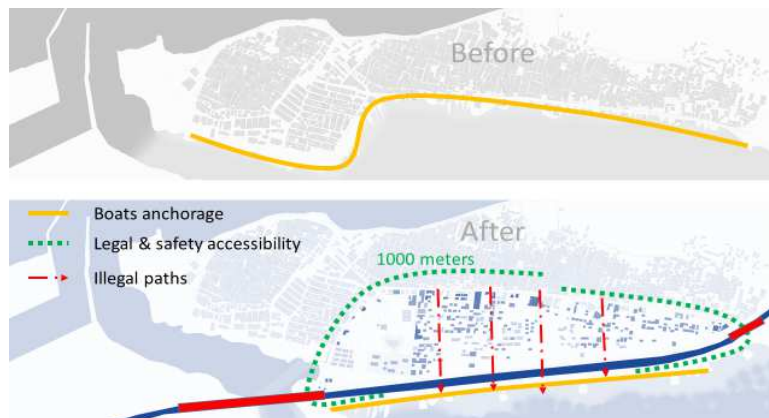 Before
After
Boats anchorage
Legal & safety accessibility
Illegal paths
1000 meters